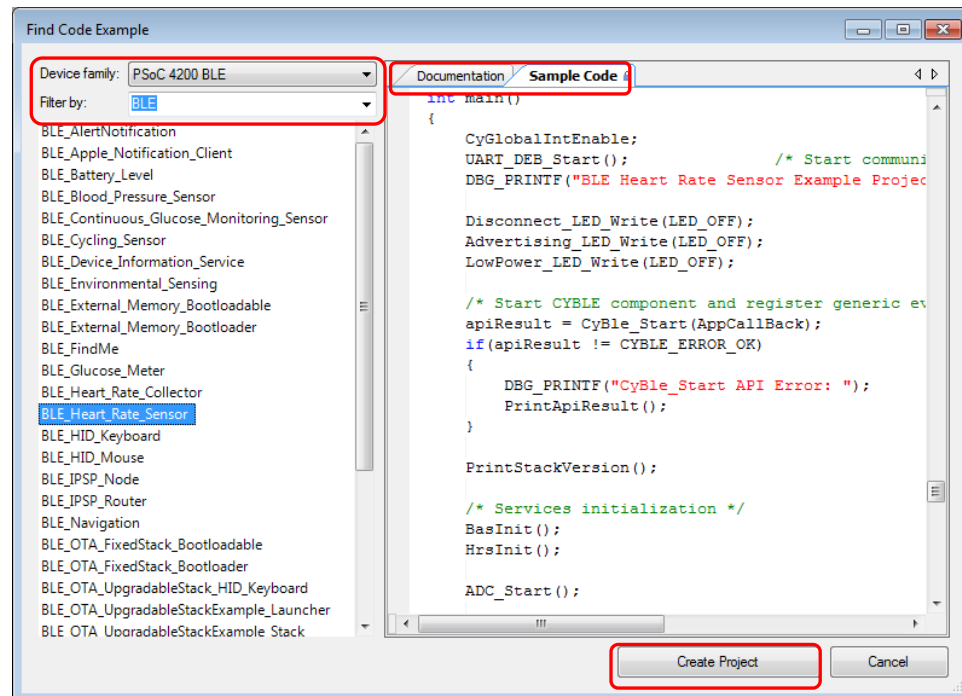 Find Code Example
Device family: PSoC 4200 BLE
Filter by: BLE
BLE_AlertNotification
BLE_Apple_Notification_Client
BLE_Battery_Level
BLE_Blood_Pressure_Sensor
BLE_Continuous_Glucose_Monitoring_Sensor
BLE_Cycling_Sensor
BLE_Device_Information_Service
BLE_Environmental_Sensing
BLE_External_Memory_Bootloadable
BLE_External_Memory_Bootloader
BLE_FindMe
BLE_Glucose_Meter
BLE_Heart_Rate_Collector
BLE_Heart_Rate_Sensor
BLE_HID_Keyboard
BLE_HID_Mouse
BLE_IPSP_Node
BLE_IPSP_Router
BLE_Navigation
BLE_OTA_FixedStack_Bootloadable
BLE_OTA_FixedStack_Bootloader
BLE_OTA_UpgradableStack_HID_Keyboard
BLE_OTA_UpgradableStackExample_Launcher
BLE_OTA_UpgradableStackExample_Stack
Documentation Sample Code
int main()
{
CyGlobalIntEnable;
UART_DEB_Start(); /* Start communi
DBG_PRINTF("BLE Heart Rate Sensor Example Projec
Disconnect_LED_Write(LED_OFF);
Advertising_LED_Write(LED_OFF);
LowPower_LED_Write(LED_OFF);
/* Start CYBLE component and register generic ev
apiResult = CyBle_Start(AppCallBack);
if(apiResult != CYBLE_ERROR_OK)
{
DBG_PRINTF("CyBle_Start API Error: ");
PrintApiResult();
}
PrintStackVersion();
/* Services initialization */
BasInit();
HrsInit();
ADC_Start();
Create Project
Cancel